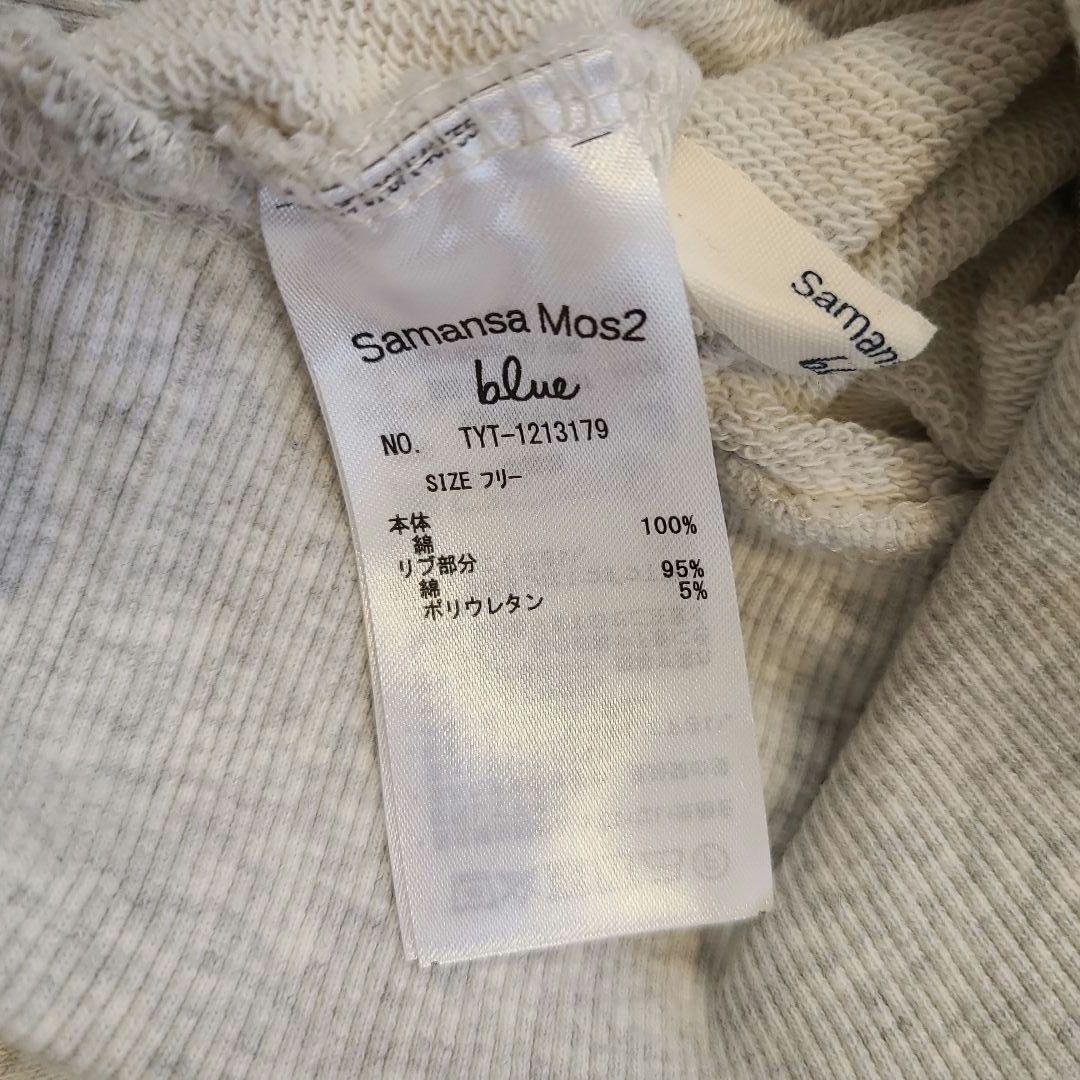 Samansa Mos2
blue
NO. TYT-1213179
SIZE フリー
本体
綿 100%
リブ部分
綿 95%
ポリウレタン 5%